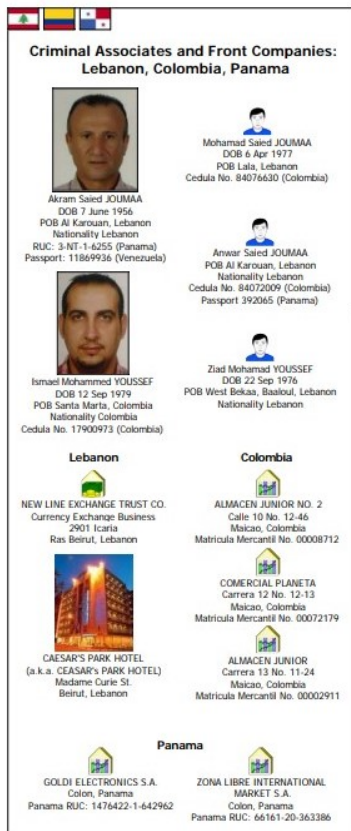 Criminal Associates and Front Companies:
Lebanon, Colombia, Panama
Akram Saied JOUMAA
DOB 7 June 1956
POB Al Karouan, Lebanon
Nationality Lebanon
RUC: 3-NT-1-6255 (Panama)
Passport: 11869936 (Venezuela)
Mohamad Saied JOUMAA
DOB 6 Apr 1977
POB Lala, Lebanon
Cedula No. 84076630 (Colombia)
Anwar Saied JOUMAA
POB Al Karouan, Lebanon
Nationality Lebanon
Cedula No. 84072009 (Colombia)
Passport 392065 (Panama)
Ismael Mohammed YOUSSEF
DOB 12 Sep 1979
POB Santa Marta, Colombia
Nationality Colombia
Cedula No. 17900973 (Colombia)
Ziad Mohamad YOUSSEF
DOB 22 Sep 1976
POB West Bekaa, Baaloul, Lebanon
Nationality Lebanon
Lebanon
NEW LINE EXCHANGE TRUST CO.
Currency Exchange Business
2901 Icaria
Ras Beirut, Lebanon
CAESAR's PARK HOTEL
(a.k.a. CEASAR's PARK HOTEL)
Madame Curie St.
Beirut, Lebanon
Colombia
ALMACEN JUNIOR NO. 2
Calle 10 No. 12-46
Maicao, Colombia
Matricula Mercantil No. 00008712
COMERCIAL PLANETA
Carrera 12 No. 12-13
Maicao, Colombia
Matricula Mercantil No. 00072179
ALMACEN JUNIOR
Carrera 13 No. 11-24
Maicao, Colombia
Matricula Mercantil No. 00002911
Panama
GOLDI ELECTRONICS S.A.
Colon, Panama
Panama RUC: 1476422-1-642962
ZONA LIBRE INTERNATIONAL
MARKET S.A.
Colon, Panama
Panama RUC: 66161-20-363386